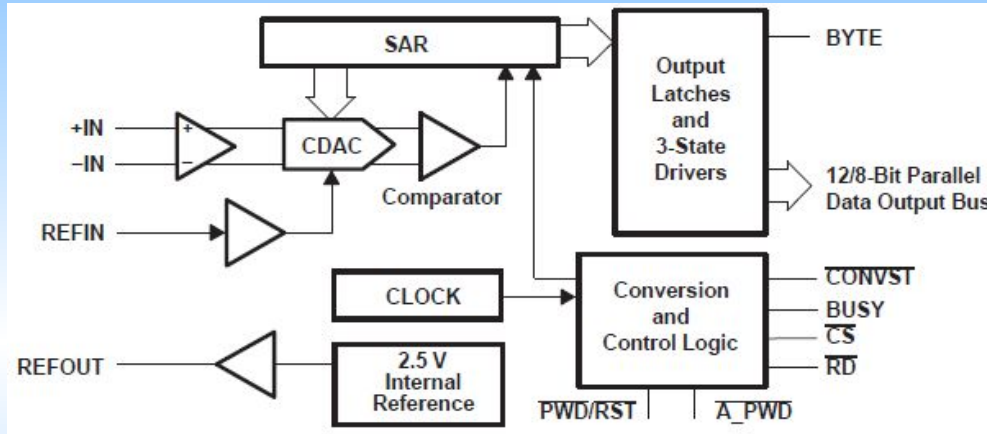 SAR
BYTE
Output
Latches
and
3-State
Drivers
+IN
−IN
+
−
CDAC
Comparator
12/8-Bit Parallel
Data Output Bus
REFIN
CLOCK
Conversion
and
Control Logic
CONVST
BUSY
CS
RD
REFOUT
2.5 V
Internal
Reference
PWD/RST
A_PWD